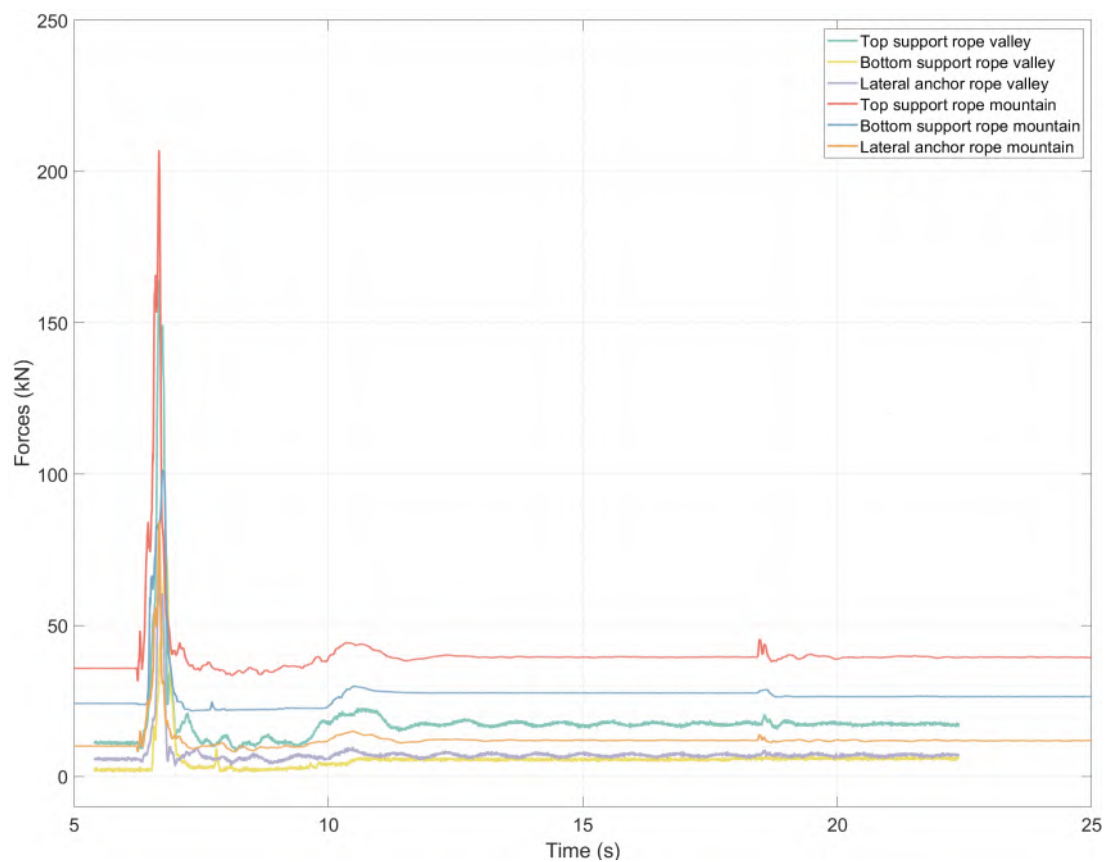 250
200
150
100
50
0
Forces (kN)
Top support rope valley
Bottom support rope valley
Lateral anchor rope valley
Top support rope mountain
Bottom support rope mountain
Lateral anchor rope mountain
5
10
15
20
25
Time (s)